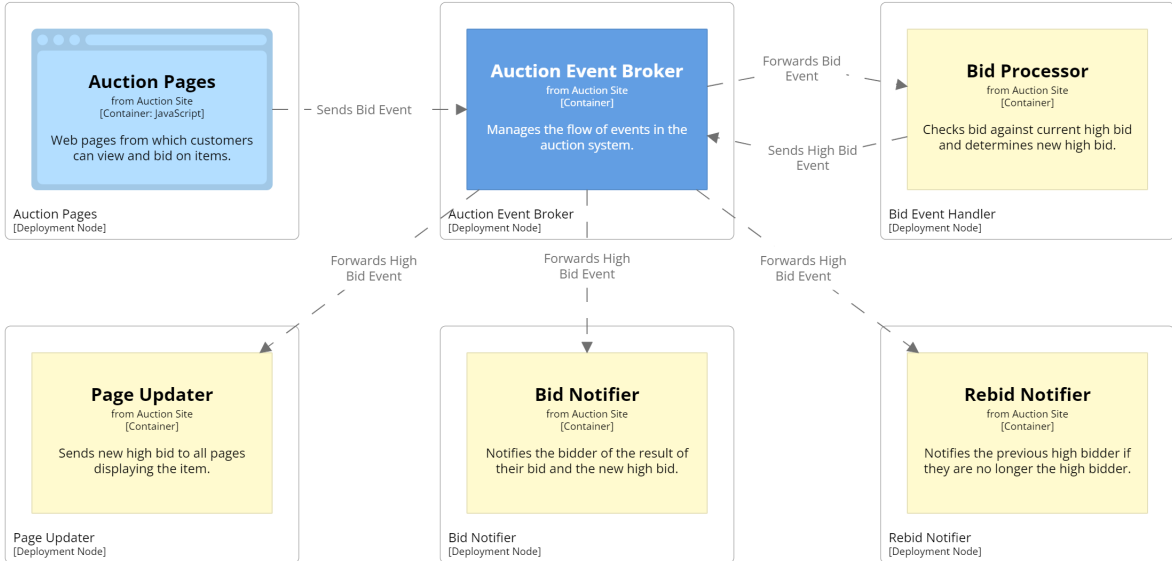 Auction Pages
from Auction Site
[Container: JavaScript]
Web pages from which customers
can view and bid on items.
Auction Pages
[Deployment Node]
Sends Bid Event
Auction Event Broker
from Auction Site
[Container]
Manages the flow of events in the
auction system.
Auction Event Broker
[Deployment Node]
Forwards Bid
Event
Sends High Bid
Event
Bid Processor
from Auction Site
[Container]
Checks bid against current high bid
and determines new high bid.
Bid Event Handler
[Deployment Node]
Forwards High
Bid Event
Forwards High
Bid Event
Forwards High
Bid Event
Page Updater
from Auction Site
[Container]
Sends new high bid to all pages
displaying the item.
Page Updater
[Deployment Node]
Bid Notifier
from Auction Site
[Container]
Notifies the bidder of the result of
their bid and the new high bid.
Bid Notifier
[Deployment Node]
Rebid Notifier
from Auction Site
[Container]
Notifies the previous high bidder if
they are no longer the high bidder.
Rebid Notifier
[Deployment Node]